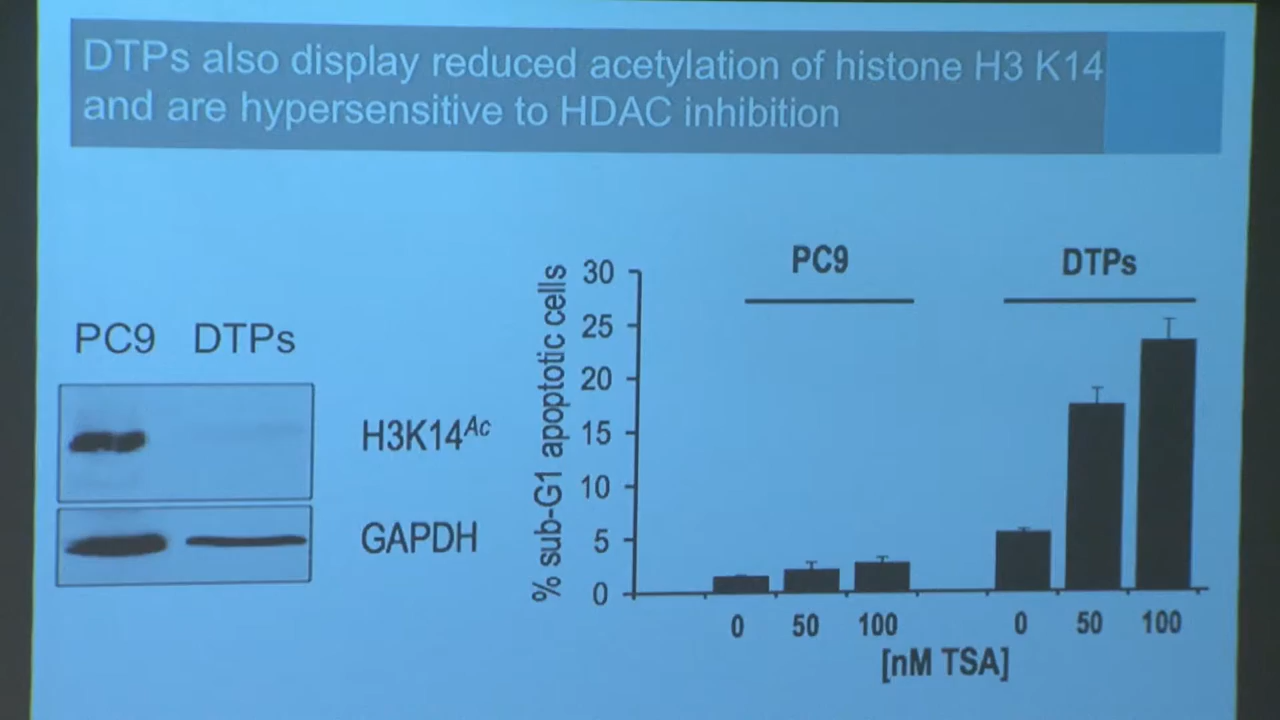 DTPs also display reduced acetylation of histone H3 K14
and are hypersensitive to HDAC inhibition
PC9 DTPs
H3K14Ac
GAPDH
% sub-G1 apoptotic cells
30
25
20
15
10
5
0
PC9 DTPs
0 50 100 0 50 100
[nM TSA]